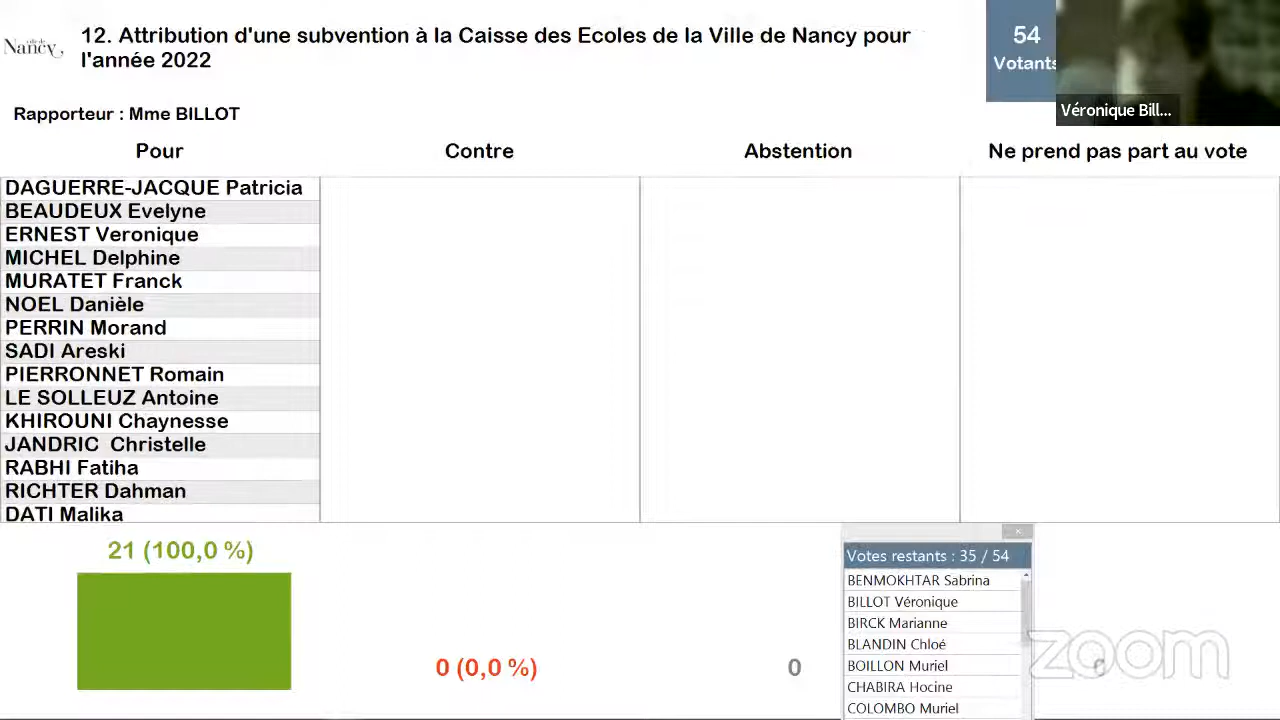 ville de
Nancy
12. Attribution d'une subvention à la Caisse des Ecoles de la Ville de Nancy pour
l'année 2022
54
Votants
Véronique Bill...
Rapporteur : Mme BILLOT
Pour
Contre
Abstention
Ne prend pas part au vote
DAGUERRE-JACQUE Patricia
BEAUDEUX Evelyne
ERNEST Veronique
MICHEL Delphine
MURATET Franck
NOEL Danièle
PERRIN Morand
SADI Areski
PIERRONNET Romain
LE SOLLEUZ Antoine
KHIROUNI Chaynesse
JANDRIC  Christelle
RABHI Fatiha
RICHTER Dahman
DATI Malika
21 (100,0 %)
0 (0,0 %)
0
0
Votes restants : 35 / 54
BENMOKHTAR Sabrina
BILLOT Véronique
BIRCK Marianne
BLANDIN Chloé
BOILLON Muriel
CHABIRA Hocine
COLOMBO Muriel
zoom